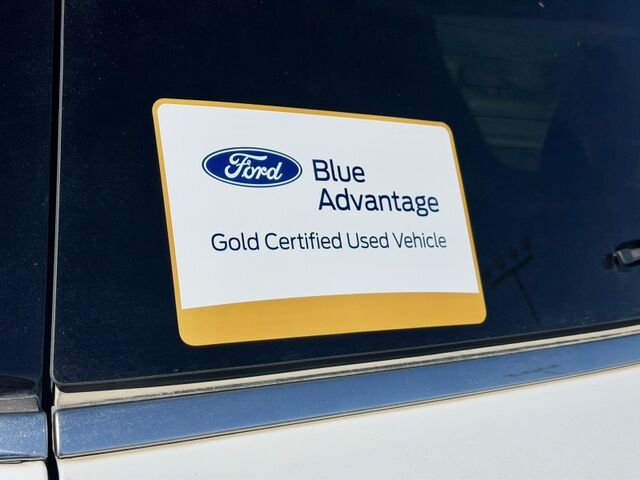 Ford
Blue
Advantage
Gold Certified Used Vehicle